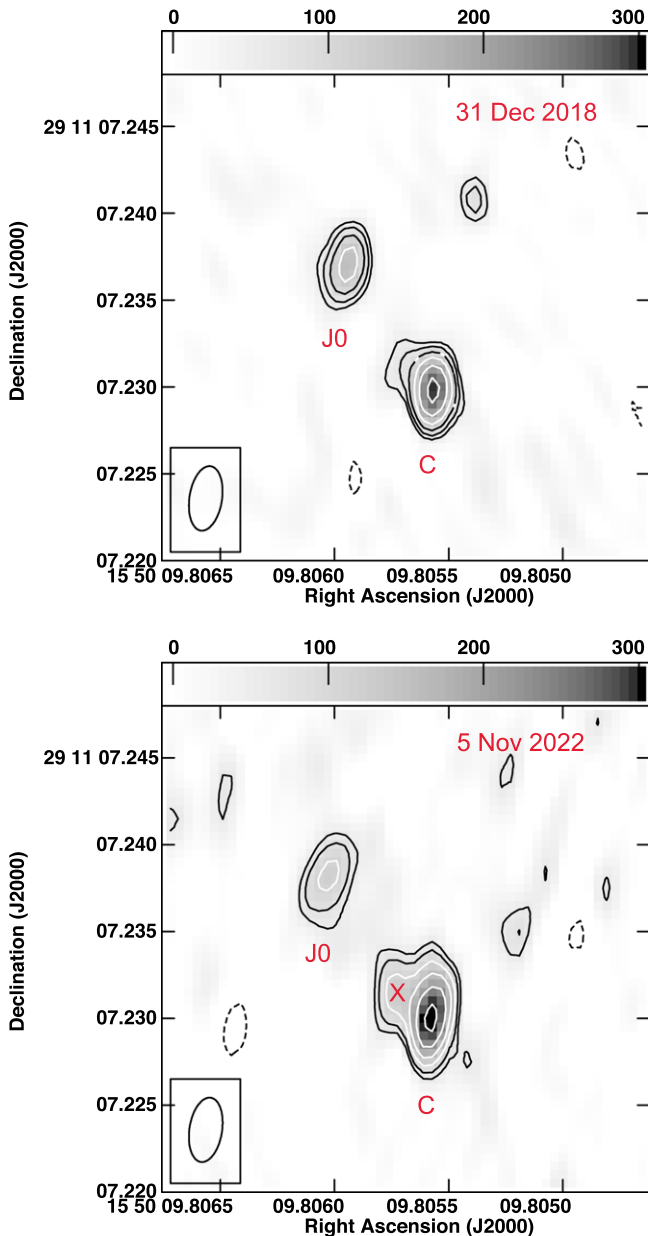 0 100 200 300
31 Dec 2018
29 11 07.245
07.240
07.235
J0
07.230
C
07.225
07.220
Declination (J2000)
15 50 09.8065 09.8060 09.8055 09.8050
Right Ascension (J2000)
0 100 200 300
5 Nov 2022
29 11 07.245
07.240
07.235
J0
X
07.230
C
07.225
07.220
Declination (J2000)
15 50 09.8065 09.8060 09.8055 09.8050
Right Ascension (J2000)